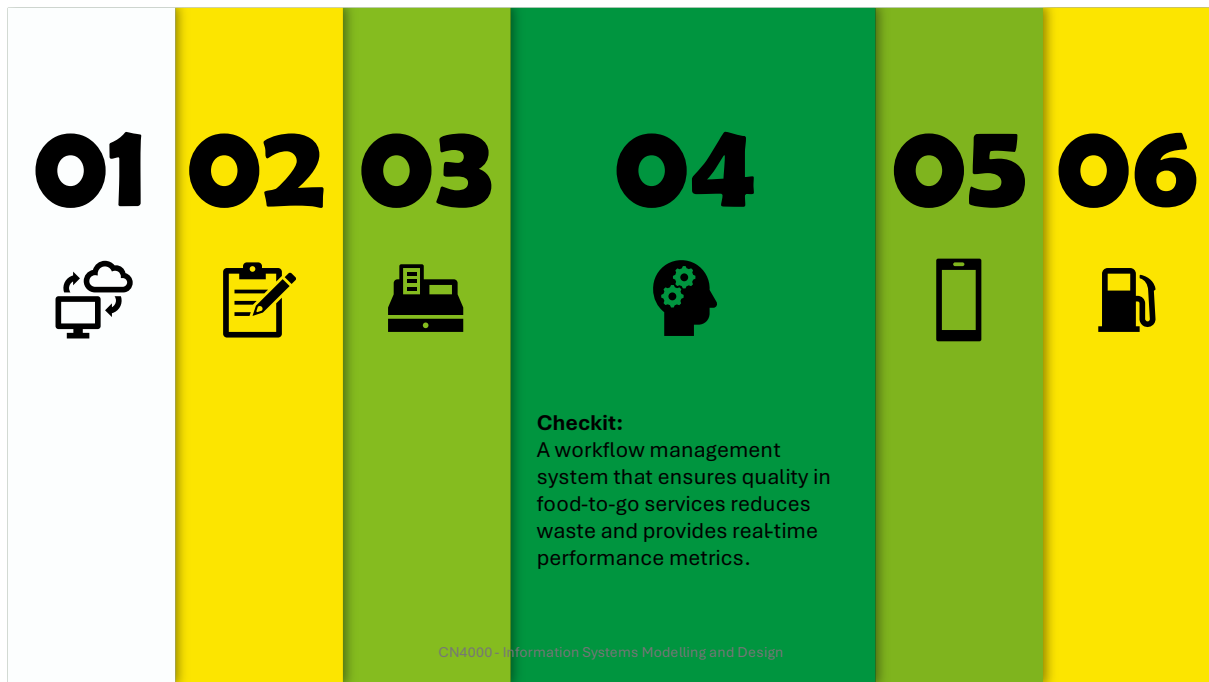 01 02 03 04 05 06
Checkit:
A workflow management
system that ensures quality in
food-to-go services reduces
waste and provides real-time
performance metrics.
CN4000 - Information Systems Modelling and Design